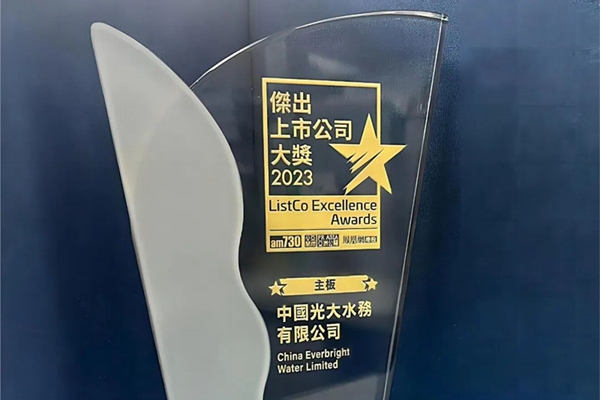 傑出
上市公司
大獎
2023
ListCo Excellence
Awards
am730
主板
中國光大水務
有限公司
China Everbright
Water Limited